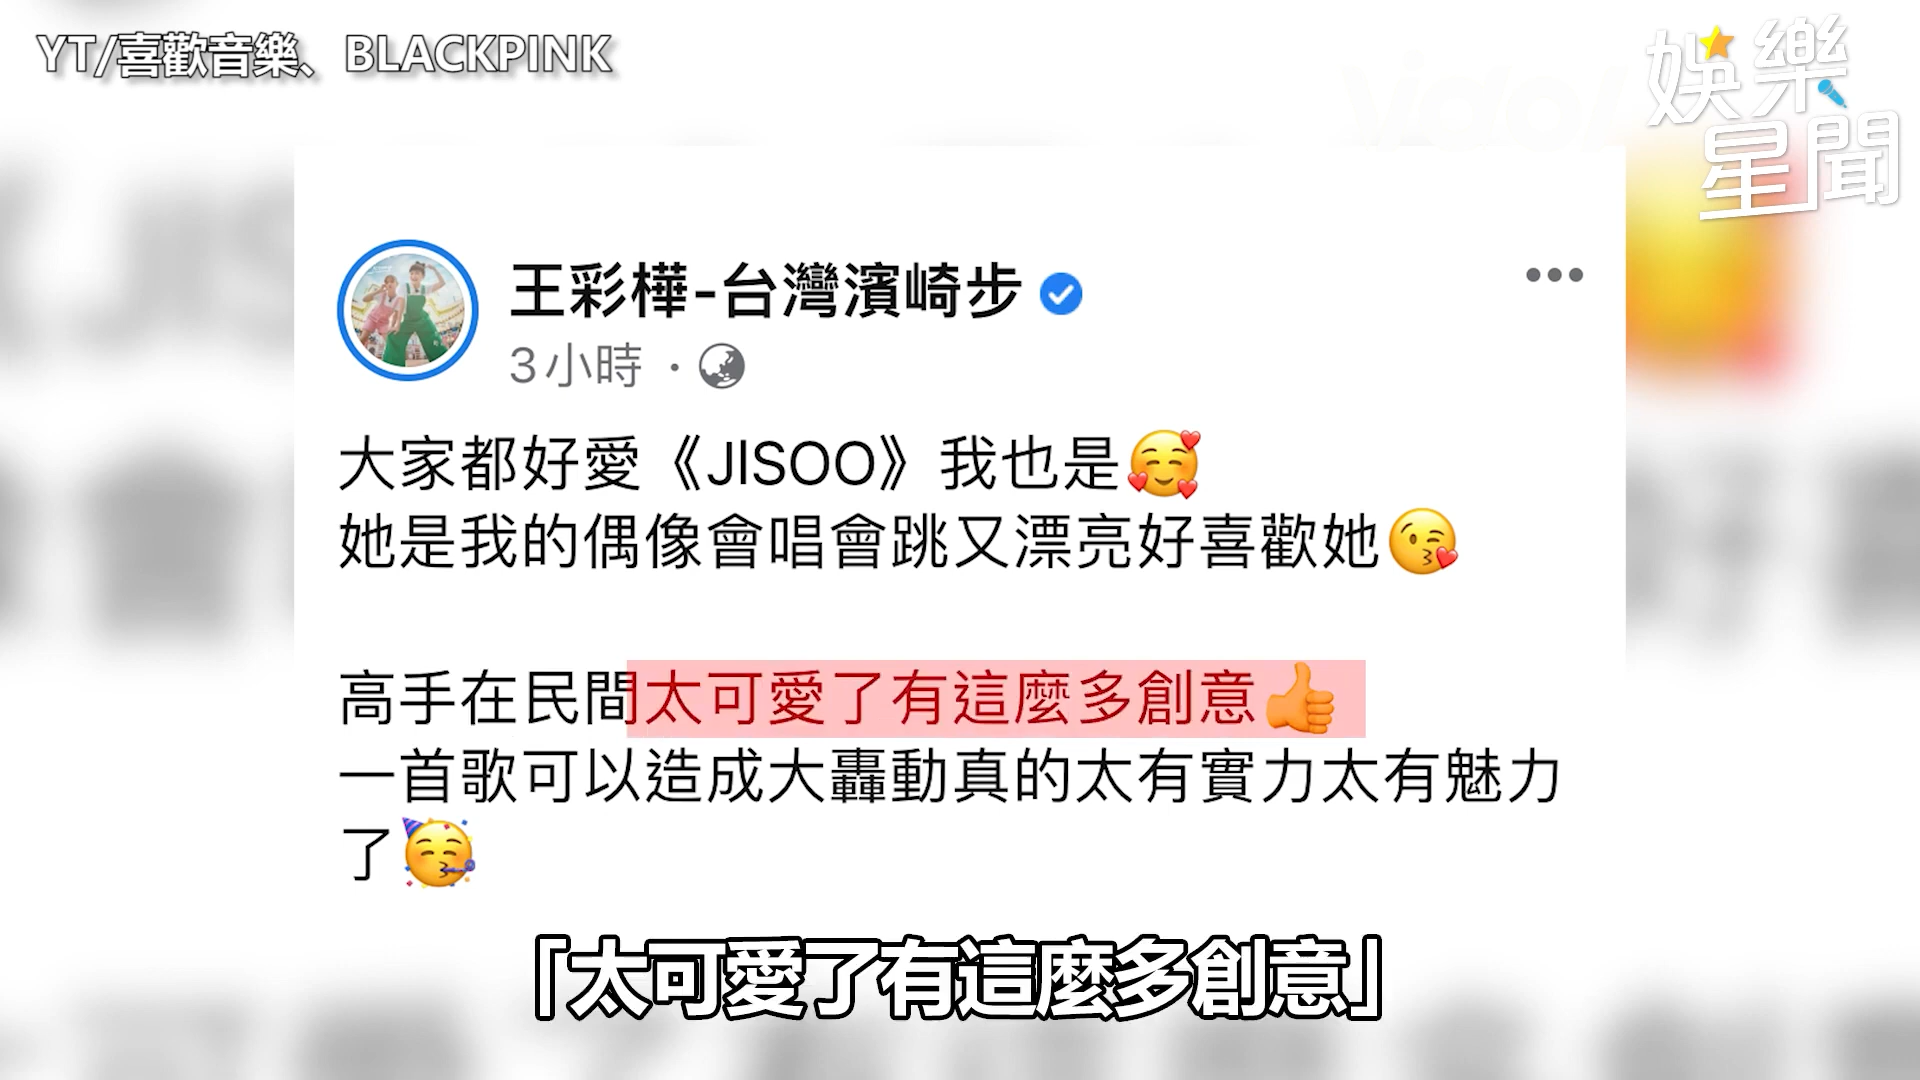 YT/喜歡音樂、BLACKPINK
娛樂
星聞
王彩樺-台灣濱崎步
3小時 ·
大家都好愛《JISOO》我也是🥰
她是我的偶像會唱會跳又漂亮好喜歡她😘
高手在民間太可愛了有這麼多創意👍
一首歌可以造成大轟動真的太有實力太有魅力
了🥳
「太可愛了有這麼多創意」